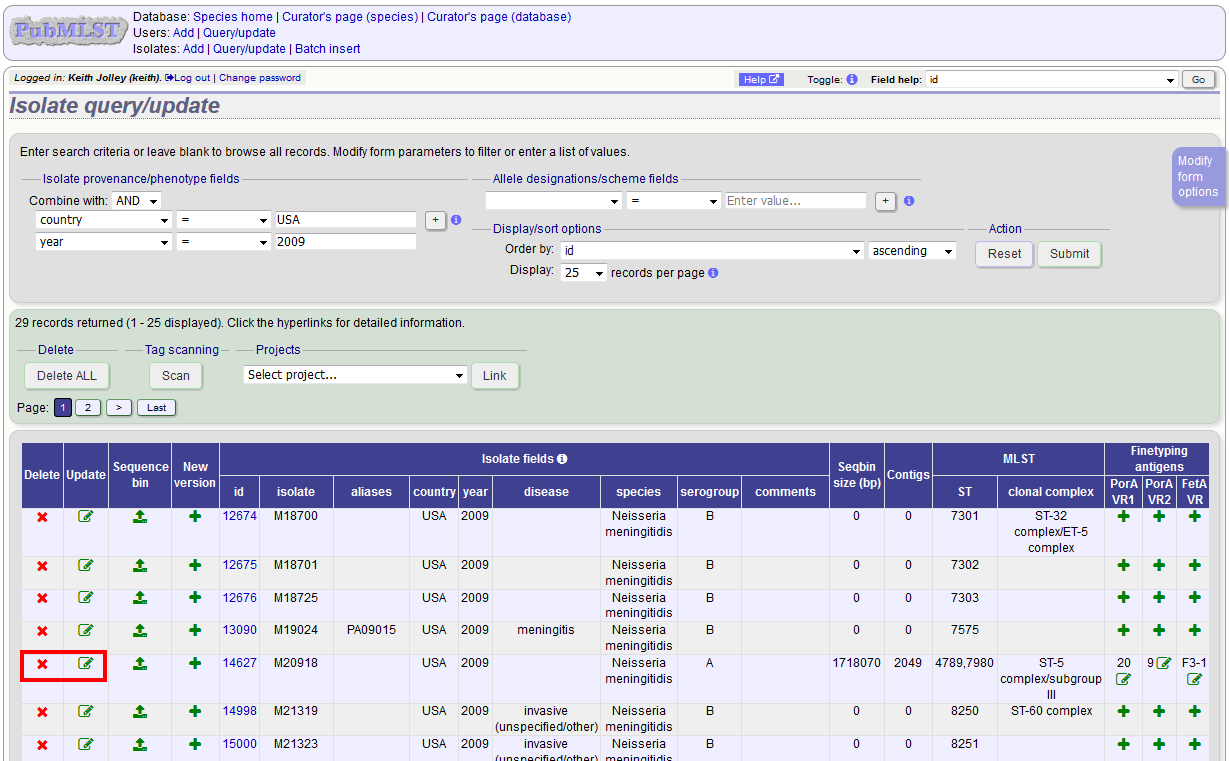 PubMLST
Database: Species home | Curator's page (species) | Curator's page (database)
Users: Add | Query/update
Isolates: Add | Query/update | Batch insert
Logged in: Keith Jolley (keith). Log out | Change password
Help Toggle: Field help: id Go
Isolate query/update
Enter search criteria or leave blank to browse all records. Modify form parameters to filter or enter a list of values.
Modify
form
options
Isolate provenance/phenotype fields
Combine with: AND
country = USA +
year = 2009
Allele designations/scheme fields
= Enter value... +
Display/sort options
Order by: id ascending
Display: 25 records per page
Action
Reset Submit
29 records returned (1 - 25 displayed). Click the hyperlinks for detailed information.
Delete Tag scanning Projects
Delete ALL Scan Select project... Link
Page: 1 2 > Last
Delete Update Sequence bin New version Isolate fields Seqbin size (bp) Contigs MLST Finetyping antigens
id isolate aliases country year disease species serogroup comments ST clonal complex PorA VR1 PorA VR2 FetA VR
12674 M18700 USA 2009 Neisseria meningitidis B 0 0 7301 ST-32 complex/ET-5 complex
12675 M18701 USA 2009 Neisseria meningitidis B 0 0 7302
12676 M18725 USA 2009 Neisseria meningitidis B 0 0 7303
13090 M19024 PA09015 USA 2009 meningitis Neisseria meningitidis B 0 0 7575
14627 M20918 USA 2009 Neisseria meningitidis A 1718070 2049 4789,7980 ST-5 complex/subgroup III 20 9 F3-1
14998 M21319 USA 2009 invasive (unspecified/other) Neisseria meningitidis B 0 0 8250 ST-60 complex
15000 M21323 USA 2009 invasive (unspecified/other) Neisseria meningitidis B 0 0 8251